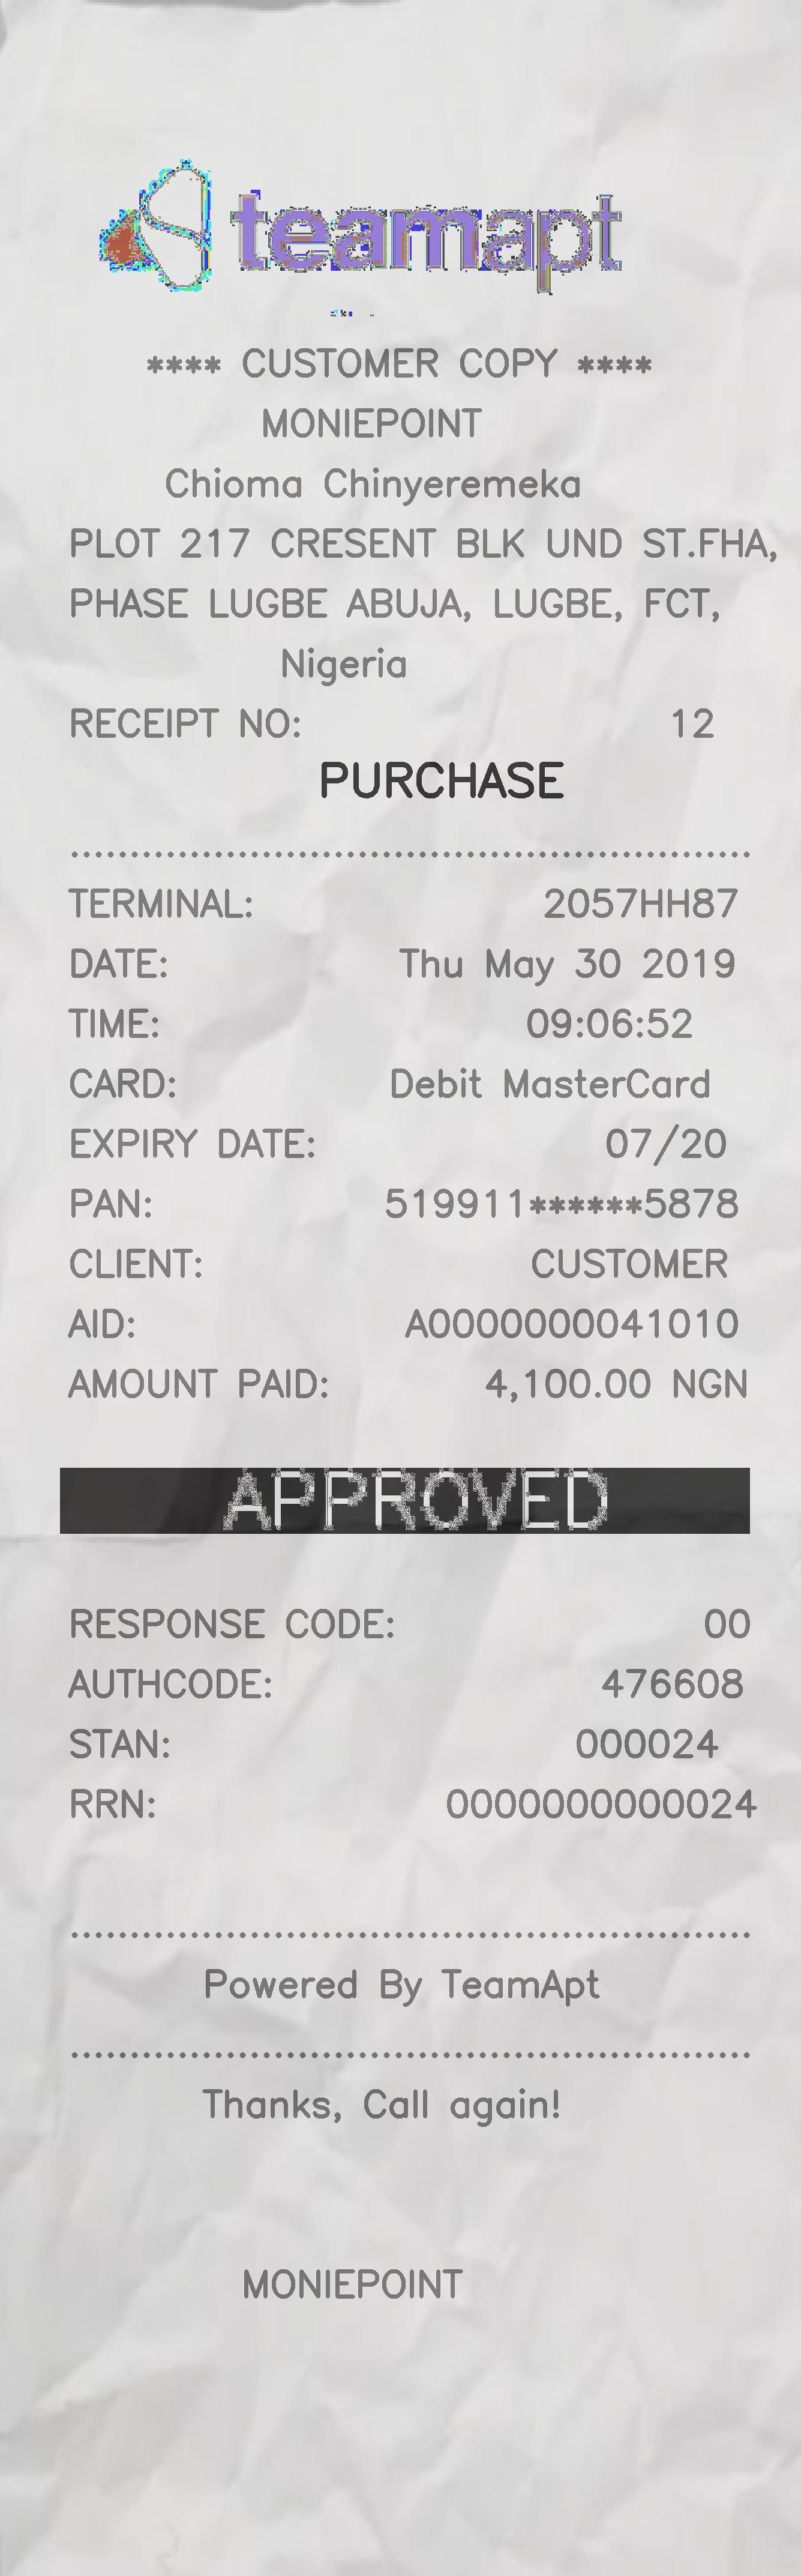 teamapt
**** CUSTOMER COPY ****
MONIEPOINT
Chioma Chinyeremeka
PLOT 217 CRESENT BLK UND ST.FHA,
PHASE LUGBE ABUJA, LUGBE, FCT,
Nigeria
RECEIPT NO: 12
PURCHASE
TERMINAL: 2057HH87
DATE: Thu May 30 2019
TIME: 09:06:52
CARD: Debit MasterCard
EXPIRY DATE: 07/20
PAN: 519911******5878
CLIENT: CUSTOMER
AID: A0000000041010
AMOUNT PAID: 4,100.00 NGN
APPROVED
RESPONSE CODE: 00
AUTHCODE: 476608
STAN: 000024
RRN: 0000000000024
Powered By TeamApt
Thanks, Call again!
MONIEPOINT